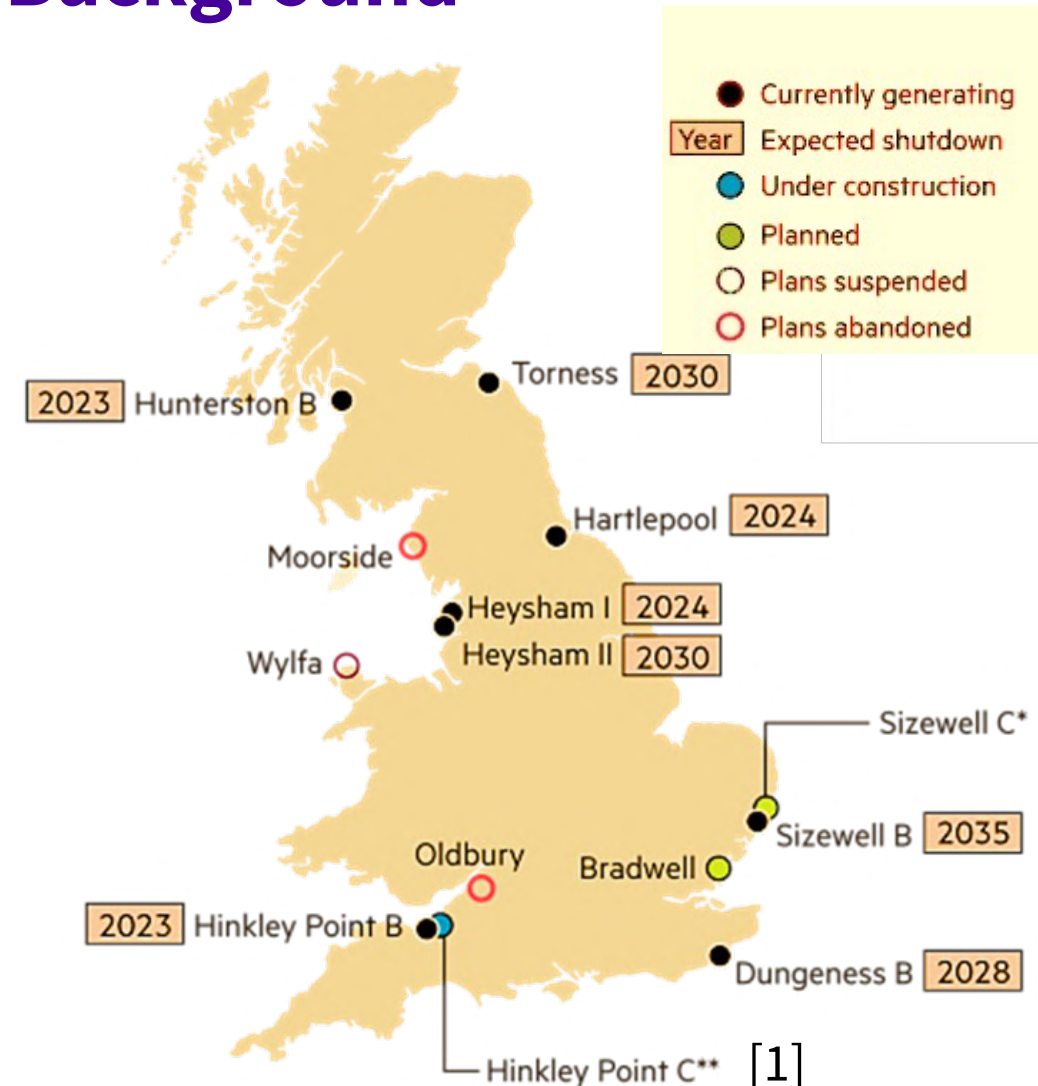 Background
Currently generating
Year Expected shutdown
Under construction
Planned
Plans suspended
Plans abandoned
Torness 2030
2023 Hunterston B
Hartlepool 2024
Moorside
Heysham I 2024
Heysham II 2030
Wylfa
Sizewell C*
Sizewell B 2035
Oldbury
Bradwell
2023 Hinkley Point B
Dungeness B 2028
Hinkley Point C** [1]